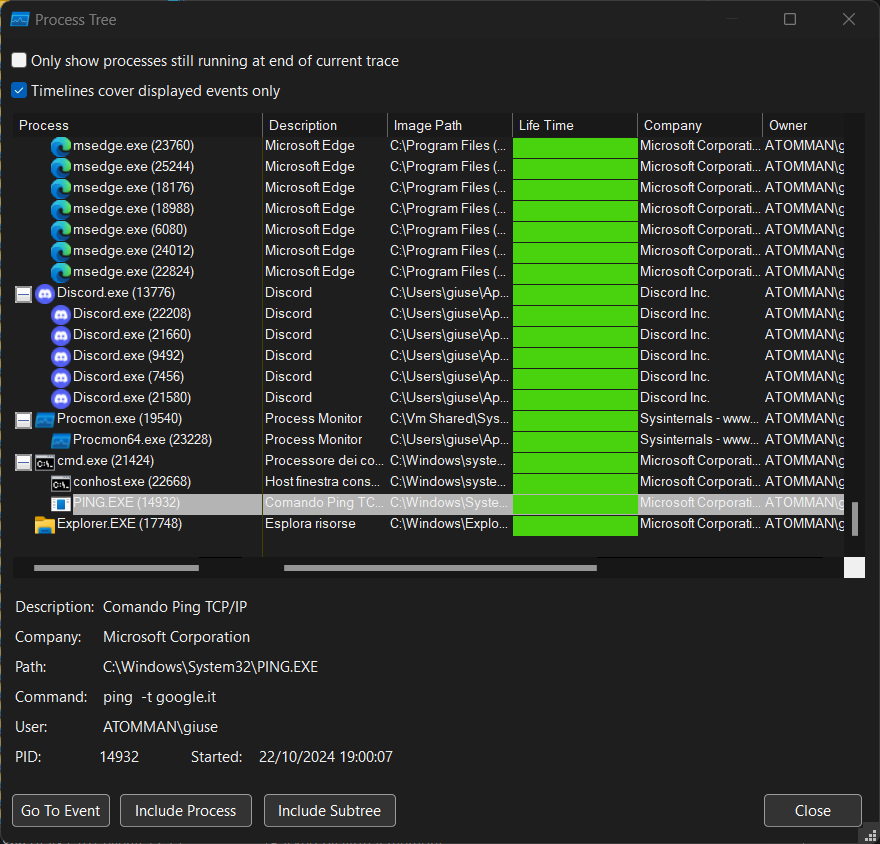 Process Tree
Only show processes still running at end of current trace
Timelines cover displayed events only
Process Description Image Path Life Time Company Owner
msedge.exe (23760) Microsoft Edge C:\Program Files (... Microsoft Corporati... ATOMMAN\g
msedge.exe (25244) Microsoft Edge C:\Program Files (... Microsoft Corporati... ATOMMAN\g
msedge.exe (18176) Microsoft Edge C:\Program Files (... Microsoft Corporati... ATOMMAN\g
msedge.exe (18988) Microsoft Edge C:\Program Files (... Microsoft Corporati... ATOMMAN\g
msedge.exe (6080) Microsoft Edge C:\Program Files (... Microsoft Corporati... ATOMMAN\g
msedge.exe (24012) Microsoft Edge C:\Program Files (... Microsoft Corporati... ATOMMAN\g
msedge.exe (22824) Microsoft Edge C:\Program Files (... Microsoft Corporati... ATOMMAN\g
Discord.exe (13776) Discord C:\Users\giuse\Ap... Discord Inc. ATOMMAN\g
Discord.exe (22208) Discord C:\Users\giuse\Ap... Discord Inc. ATOMMAN\g
Discord.exe (21660) Discord C:\Users\giuse\Ap... Discord Inc. ATOMMAN\g
Discord.exe (9492) Discord C:\Users\giuse\Ap... Discord Inc. ATOMMAN\g
Discord.exe (7456) Discord C:\Users\giuse\Ap... Discord Inc. ATOMMAN\g
Discord.exe (21580) Discord C:\Users\giuse\Ap... Discord Inc. ATOMMAN\g
Procmon.exe (19540) Process Monitor C:\Vm Shared\Sys... Sysinternals - www... ATOMMAN\g
Procmon64.exe (23228) Process Monitor C:\Users\giuse\Ap... Sysinternals - www... ATOMMAN\g
cmd.exe (21424) Processore dei co... C:\Windows\syste... Microsoft Corporati... ATOMMAN\g
conhost.exe (22668) Host finestra cons... C:\Windows\syste... Microsoft Corporati... ATOMMAN\g
PING.EXE (14932) Comando Ping TC... C:\Windows\Syste... Microsoft Corporati... ATOMMAN\g
Explorer.EXE (17748) Esplora risorse C:\Windows\Explo... Microsoft Corporati... ATOMMAN\g
Description: Comando Ping TCP/IP
Company: Microsoft Corporation
Path: C:\Windows\System32\PING.EXE
Command: ping -t google.it
User: ATOMMAN\giuse
PID: 14932 Started: 22/10/2024 19:00:07
Go To Event Include Process Include Subtree Close